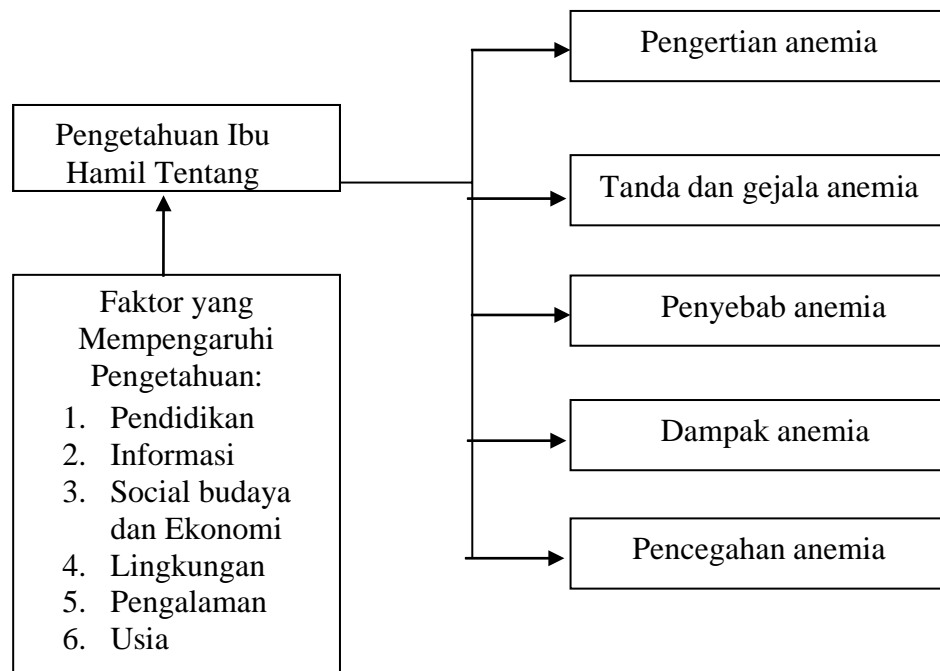 Pengetahuan Ibu
Hamil Tentang
Faktor yang
Mempengaruhi
Pengetahuan:
1. Pendidikan
2. Informasi
3. Social budaya
dan Ekonomi
4. Lingkungan
5. Pengalaman
6. Usia
Pengertian anemia
Tanda dan gejala anemia
Penyebab anemia
Dampak anemia
Pencegahan anemia